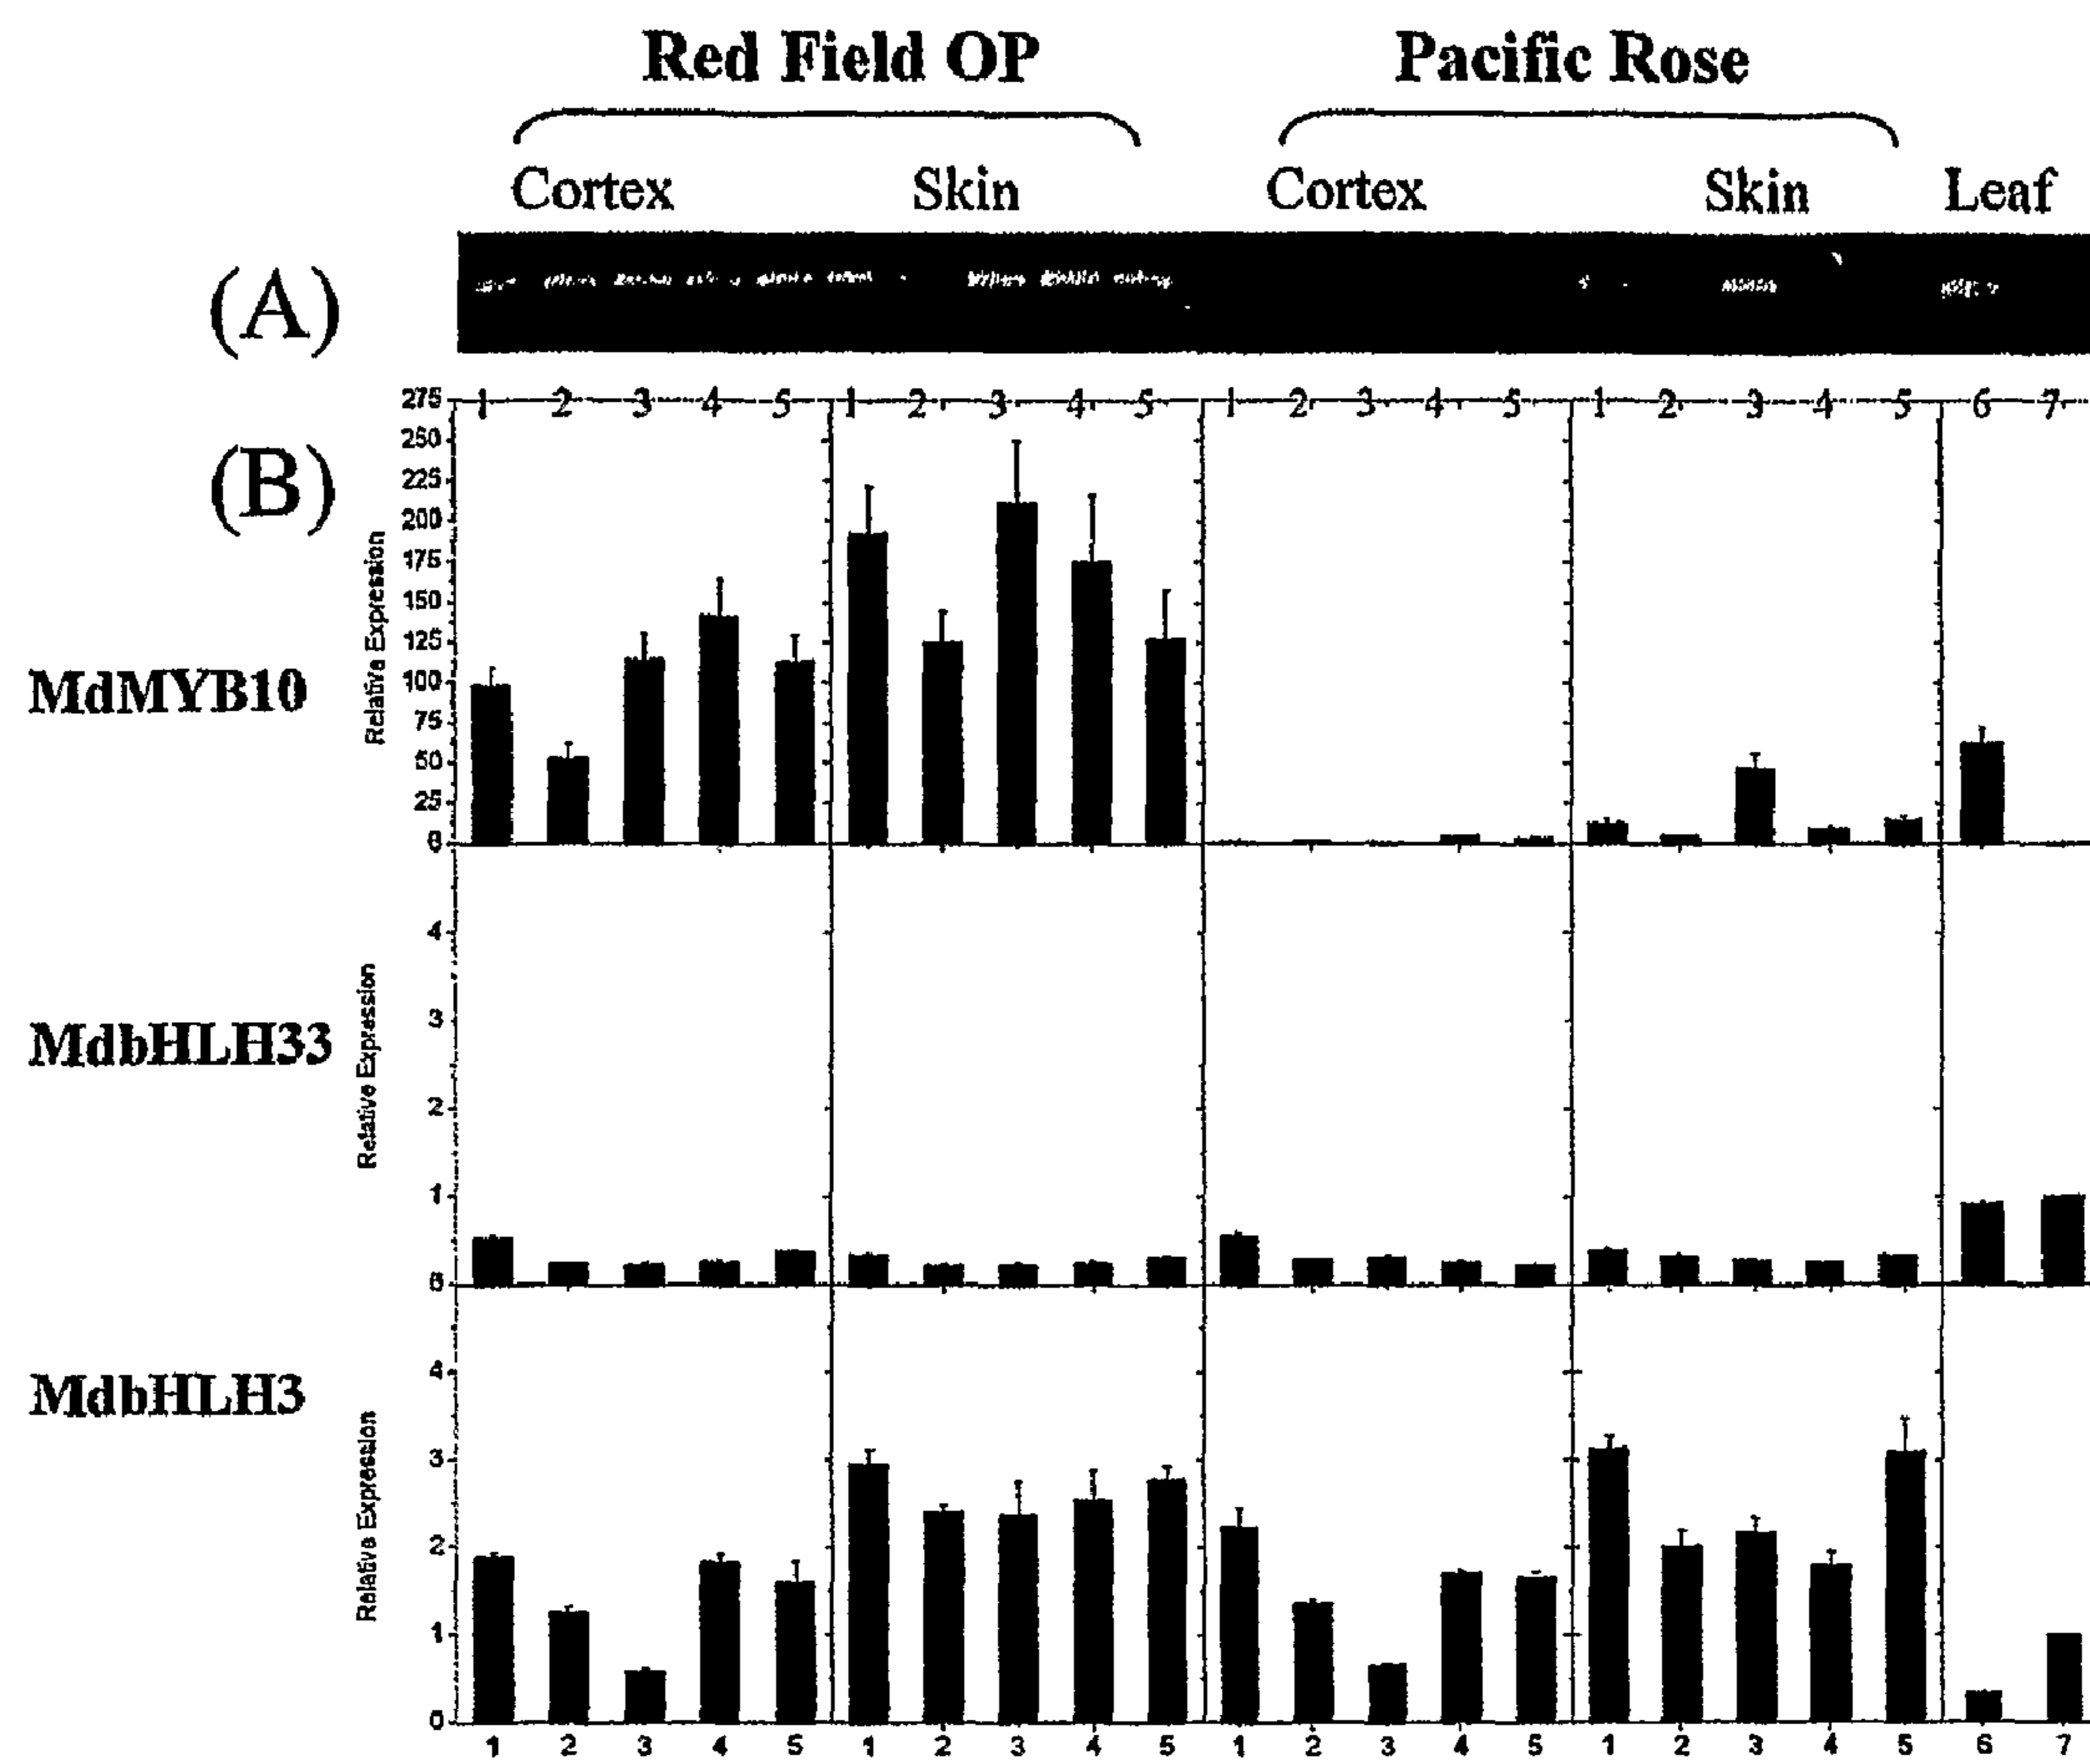 Red Field OP Pacific Rose
Cortex Skin Cortex Skin Leaf
(A)
1 2 3 4 5 1 2 3 4 5 1 2 3 4 5 1 2 3 4 5 6 7
(B)
MdMYB10
Relative Expression
275
250
225
200
175
150
125
100
75
50
25
0
MdbHLH33
Relative Expression
4
3
2
1
0
MdbHLH3
Relative Expression
4
3
2
1
0
1 2 3 4 5 1 2 3 4 5 1 2 3 4 5 1 2 3 4 5 6 7